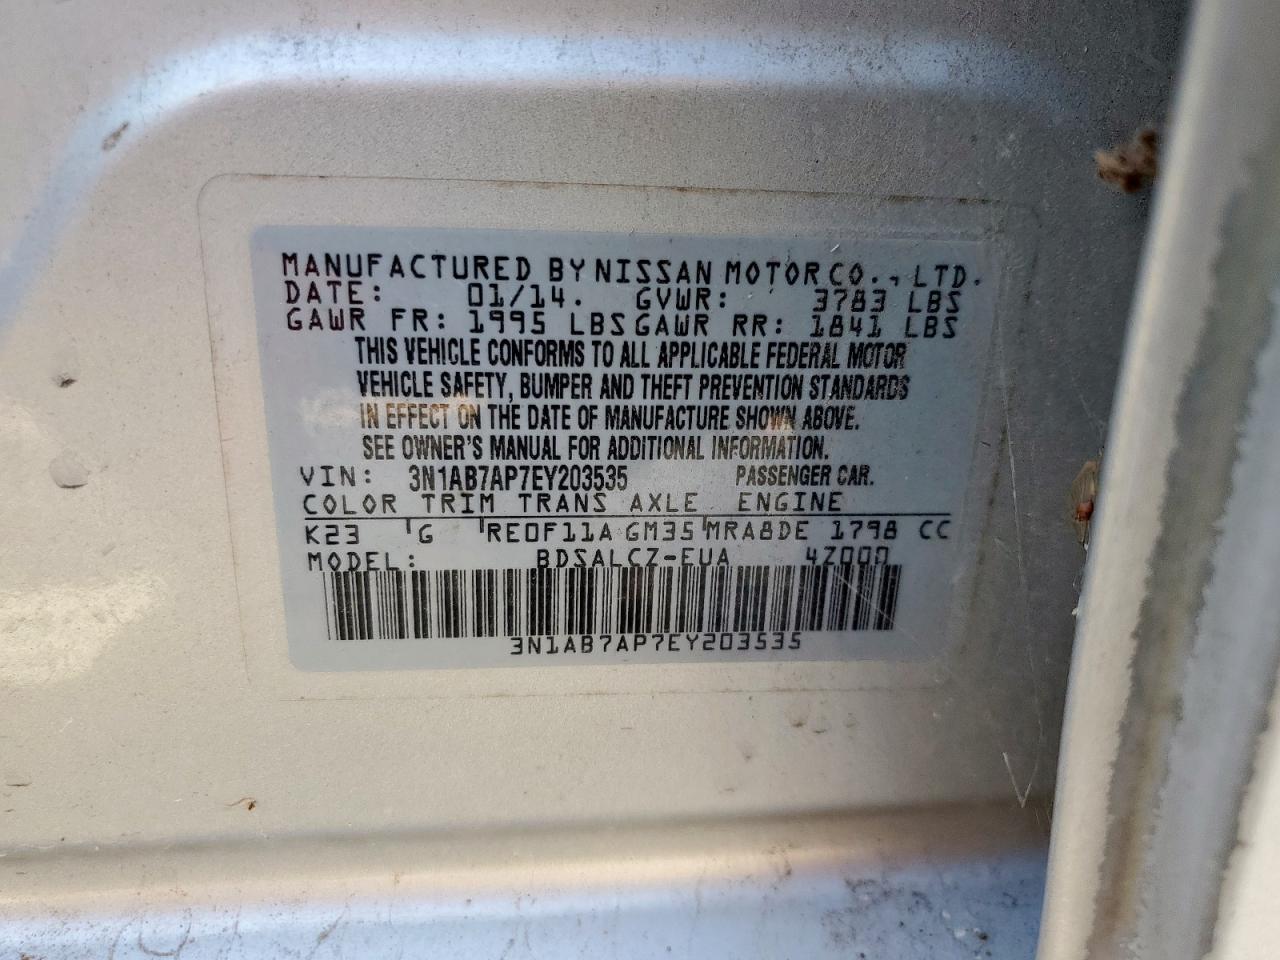 MANUFACTURED BY NISSAN MOTOR CO., LTD.
DATE: 01/14. GVWR: 3783 LBS
GAWR FR: 1995 LBS GAWR RR: 1841 LBS
THIS VEHICLE CONFORMS TO ALL APPLICABLE FEDERAL MOTOR
VEHICLE SAFETY, BUMPER AND THEFT PREVENTION STANDARDS
IN EFFECT ON THE DATE OF MANUFACTURE SHOWN ABOVE.
SEE OWNER'S MANUAL FOR ADDITIONAL INFORMATION.
VIN: 3N1AB7AP7EY203535 PASSENGER CAR.
COLOR TRIM TRANS AXLE ENGINE
K23 G RE0F11A GM35 MRA8DE 1798 CC
MODEL: BDSALCZ-EUA 4Z000
3N1AB7AP7EY203535